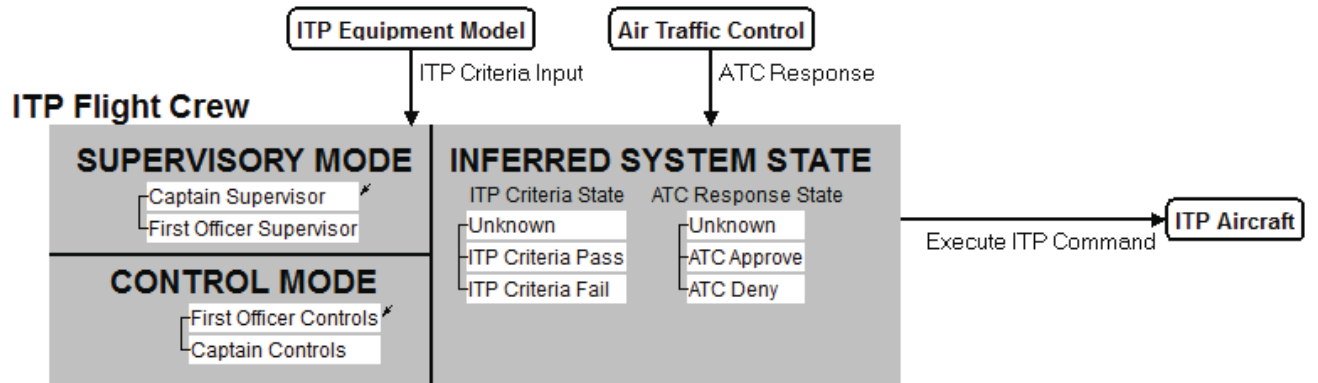 ITP Equipment Model
Air Traffic Control
ITP Criteria Input
ATC Response
ITP Flight Crew
SUPERVISORY MODE
Captain Supervisor
First Officer Supervisor
CONTROL MODE
First Officer Controls
Captain Controls
INFERRED SYSTEM STATE
ITP Criteria State
Unknown
ITP Criteria Pass
ITP Criteria Fail
ATC Response State
Unknown
ATC Approve
ATC Deny
Execute ITP Command
ITP Aircraft